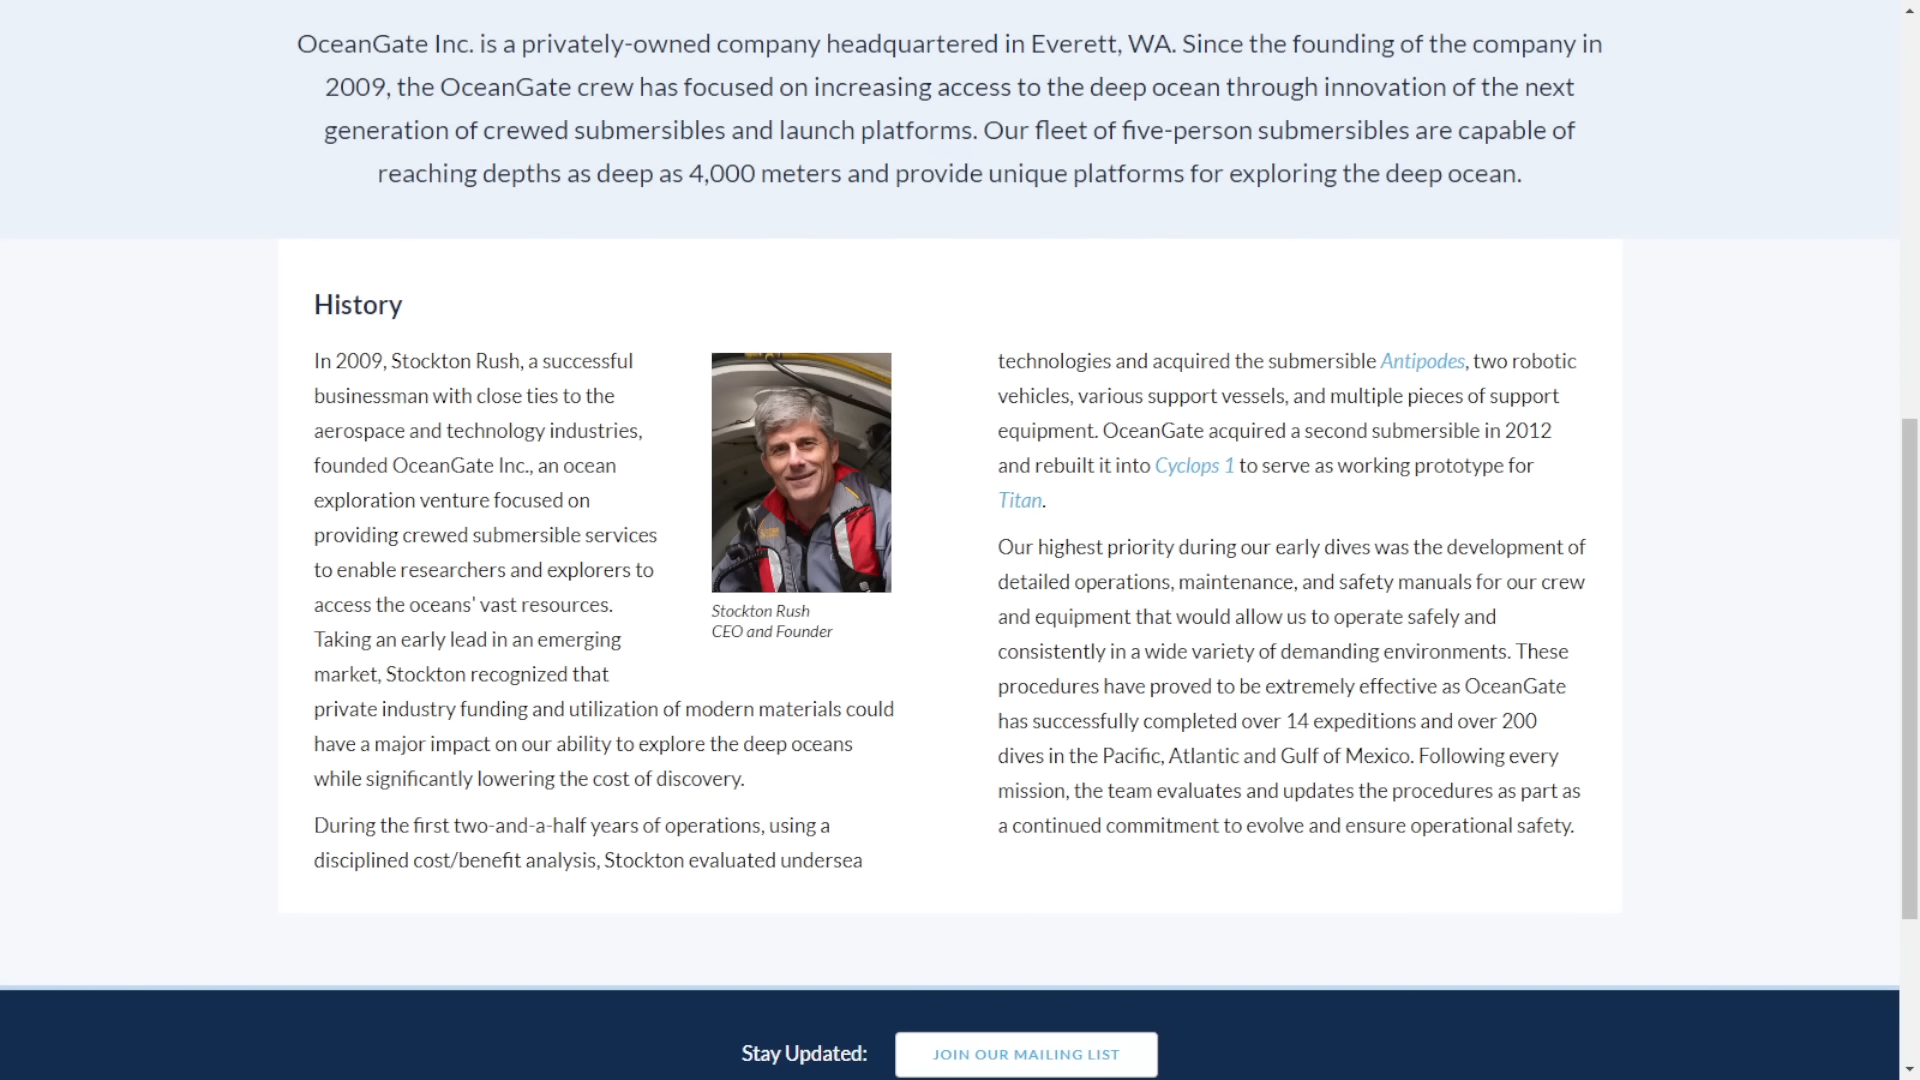 OceanGate Inc. is a privately-owned company headquartered in Everett, WA. Since the founding of the company in
2009, the OceanGate crew has focused on increasing access to the deep ocean through innovation of the next
generation of crewed submersibles and launch platforms. Our fleet of five-person submersibles are capable of
reaching depths as deep as 4,000 meters and provide unique platforms for exploring the deep ocean.
History
In 2009, Stockton Rush, a successful
businessman with close ties to the
aerospace and technology industries,
founded OceanGate Inc., an ocean
exploration venture focused on
providing crewed submersible services
to enable researchers and explorers to
access the oceans' vast resources.
Taking an early lead in an emerging
market, Stockton recognized that
private industry funding and utilization of modern materials could
have a major impact on our ability to explore the deep oceans
while significantly lowering the cost of discovery.
During the first two-and-a-half years of operations, using a
disciplined cost/benefit analysis, Stockton evaluated undersea
Stockton Rush
CEO and Founder
technologies and acquired the submersible Antipodes, two robotic
vehicles, various support vessels, and multiple pieces of support
equipment. OceanGate acquired a second submersible in 2012
and rebuilt it into Cyclops 1 to serve as working prototype for
Titan.
Our highest priority during our early dives was the development of
detailed operations, maintenance, and safety manuals for our crew
and equipment that would allow us to operate safely and
consistently in a wide variety of demanding environments. These
procedures have proved to be extremely effective as OceanGate
has successfully completed over 14 expeditions and over 200
dives in the Pacific, Atlantic and Gulf of Mexico. Following every
mission, the team evaluates and updates the procedures as part as
a continued commitment to evolve and ensure operational safety.
Stay Updated:
JOIN OUR MAILING LIST